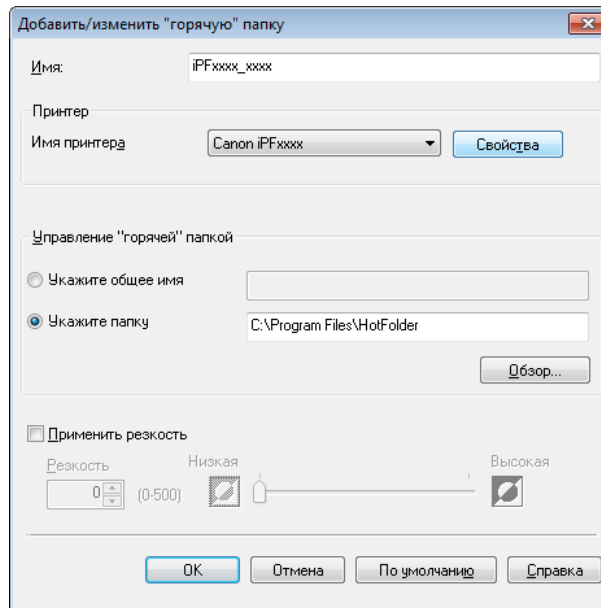 Добавить/изменить "горячую" папку
Имя: iPFxxxx_xxxx
Принтер
Имя принтера Canon iPFxxxx Свойства
Управление "горячей" папкой
Укажите общее имя
Укажите папку C:\Program Files\HotFolder
Обзор...
Применить резкость
Резкость Низкая Высокая
0 (0-500)
OK Отмена По умолчанию Справка